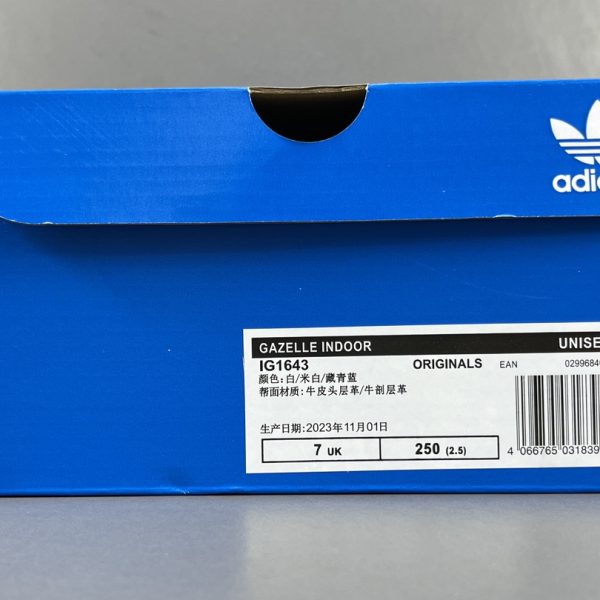 adidas
GAZELLE INDOOR UNISE
IG1643 ORIGINALS EAN 0299684
颜色:白/米白/藏青蓝
帮面材质:牛皮头层革/牛剖层革
生产日期:2023年11月01日
7 UK 250 (2.5) 4 066765 031839